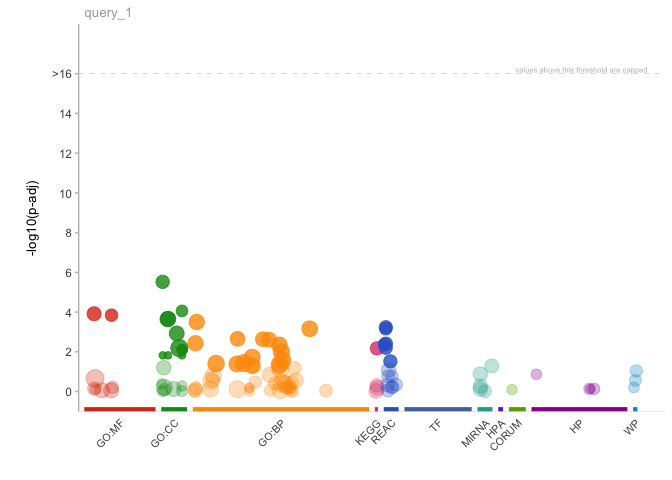 query_1
values above this threshold are capped
>16
14
12
10
8
6
4
2
0
-log10(p-adj)
GO:MF
GO:CC
GO:BP
KEGG
REAC
TF
MIRNA
HPA
CORUM
HP
WP